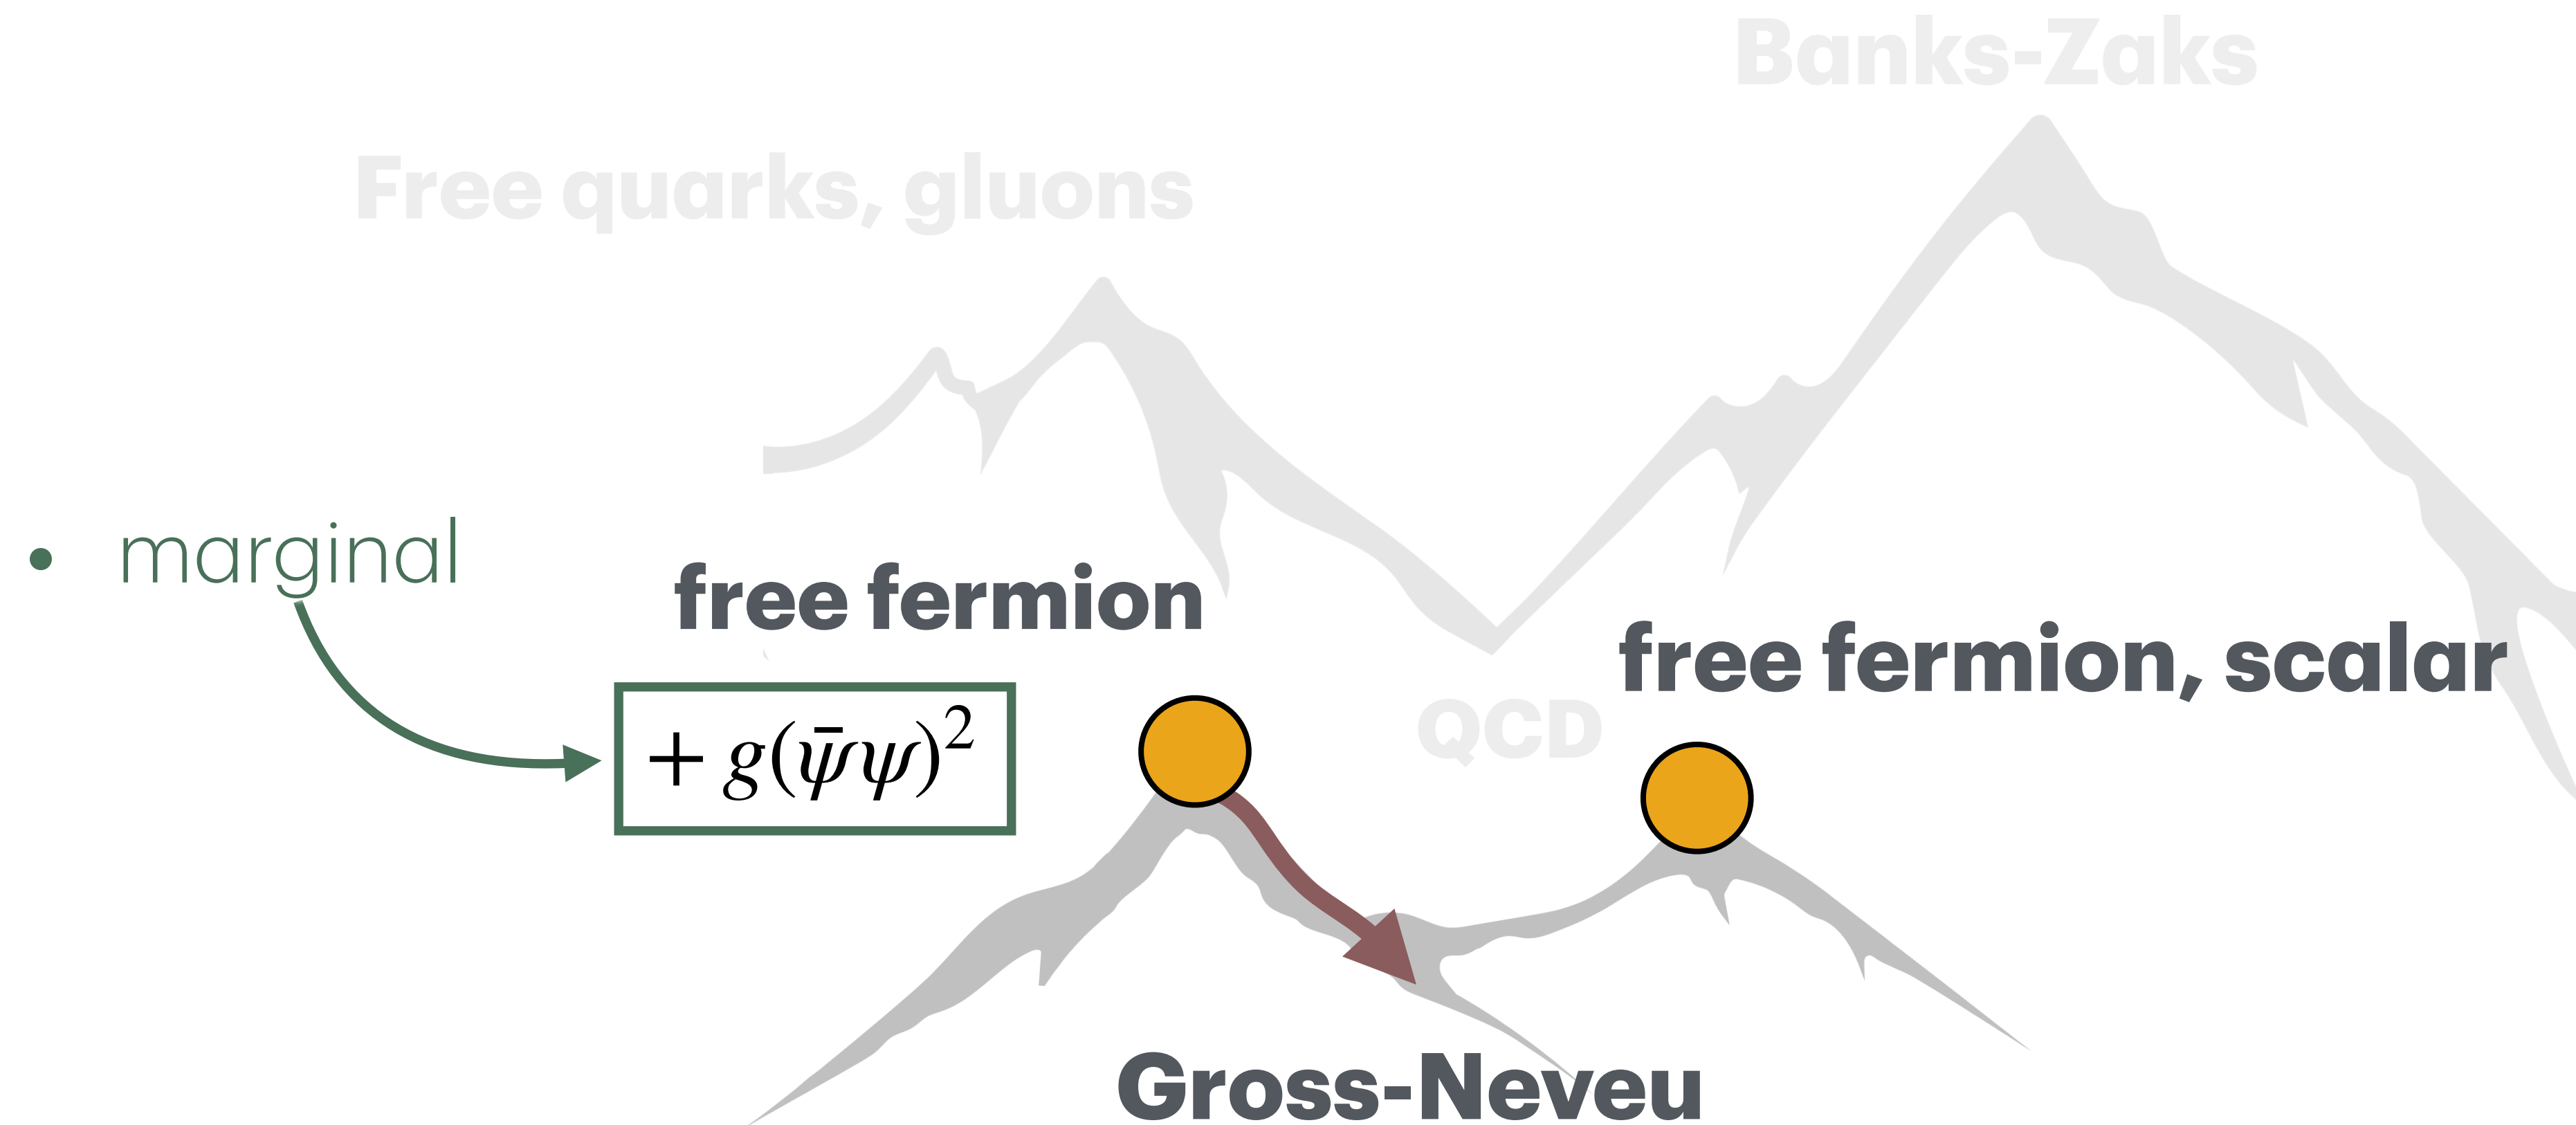 Banks-Zaks
Free quarks, gluons
• marginal
free fermion
free fermion, scalar
+ g(ψ̄ψ)²
QCD
Gross-Neveu